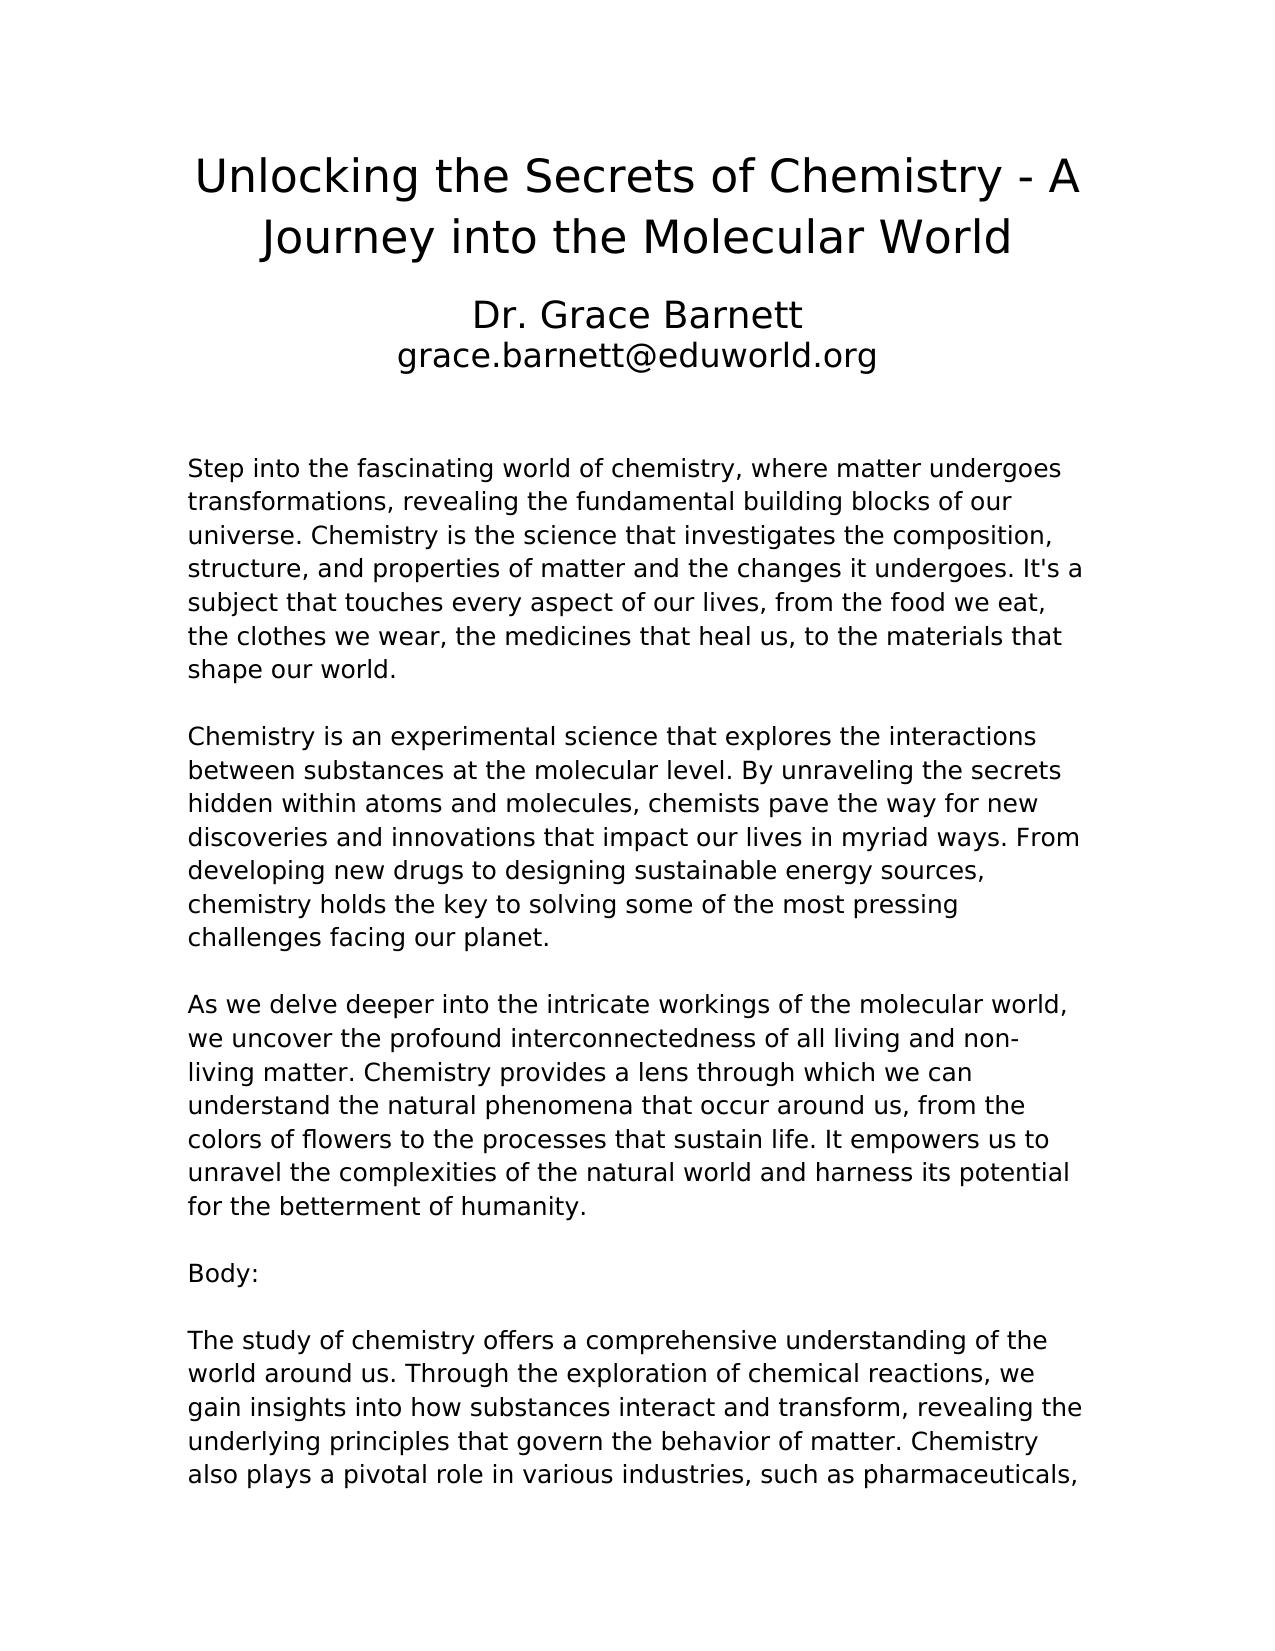 Unlocking the Secrets of Chemistry - A
Journey into the Molecular World
Dr. Grace Barnett
grace.barnett@eduworld.org
Step into the fascinating world of chemistry, where matter undergoes
transformations, revealing the fundamental building blocks of our
universe. Chemistry is the science that investigates the composition,
structure, and properties of matter and the changes it undergoes. It's a
subject that touches every aspect of our lives, from the food we eat,
the clothes we wear, the medicines that heal us, to the materials that
shape our world.
Chemistry is an experimental science that explores the interactions
between substances at the molecular level. By unraveling the secrets
hidden within atoms and molecules, chemists pave the way for new
discoveries and innovations that impact our lives in myriad ways. From
developing new drugs to designing sustainable energy sources,
chemistry holds the key to solving some of the most pressing
challenges facing our planet.
As we delve deeper into the intricate workings of the molecular world,
we uncover the profound interconnectedness of all living and non-
living matter. Chemistry provides a lens through which we can
understand the natural phenomena that occur around us, from the
colors of flowers to the processes that sustain life. It empowers us to
unravel the complexities of the natural world and harness its potential
for the betterment of humanity.
Body:
The study of chemistry offers a comprehensive understanding of the
world around us. Through the exploration of chemical reactions, we
gain insights into how substances interact and transform, revealing the
underlying principles that govern the behavior of matter. Chemistry
also plays a pivotal role in various industries, such as pharmaceuticals,